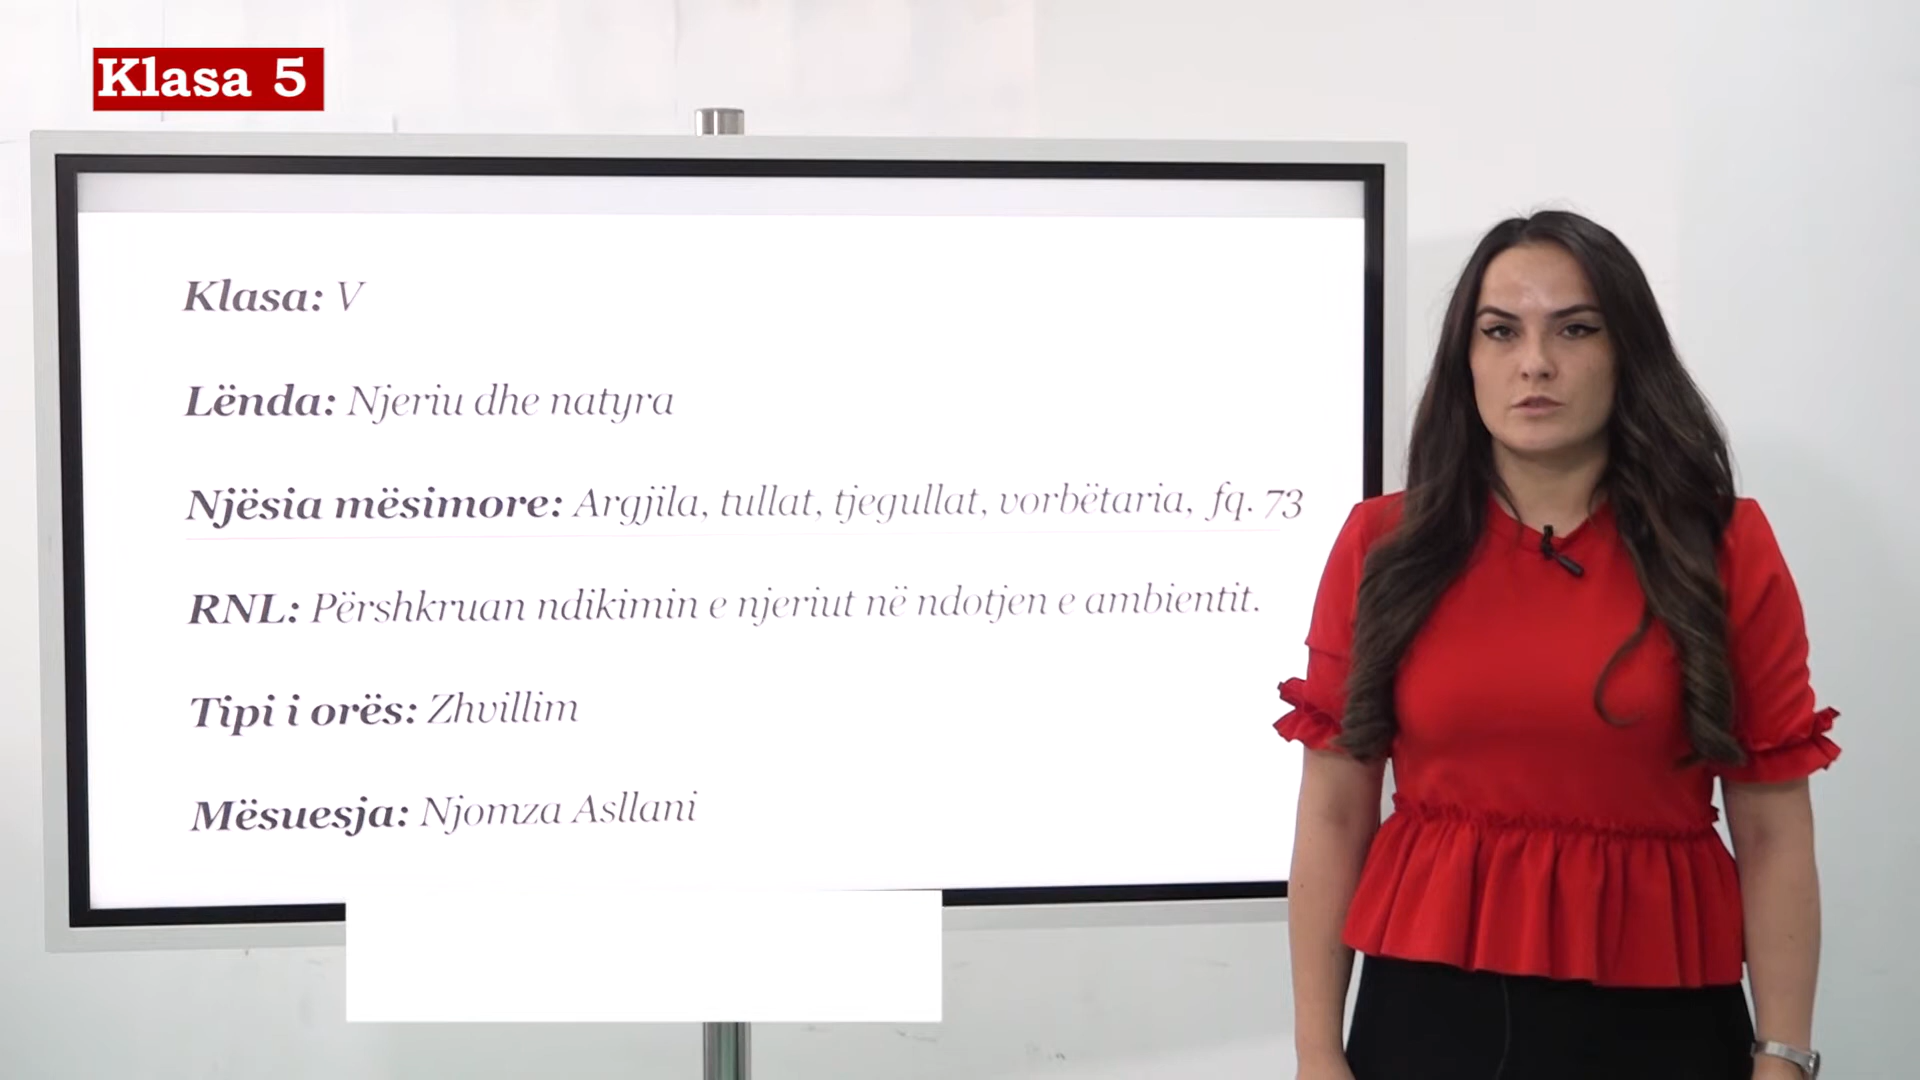 Klasa 5
Klasa: V
Lënda: Njeriu dhe natyra
Njësia mësimore: Argjila, tullat, tjegullat, vorbëtaria, fq. 73
RNL: Përshkruan ndikimin e njeriut në ndotjen e ambientit.
Tipi i orës: Zhvillim
Mësuesja: Njomza Asllani